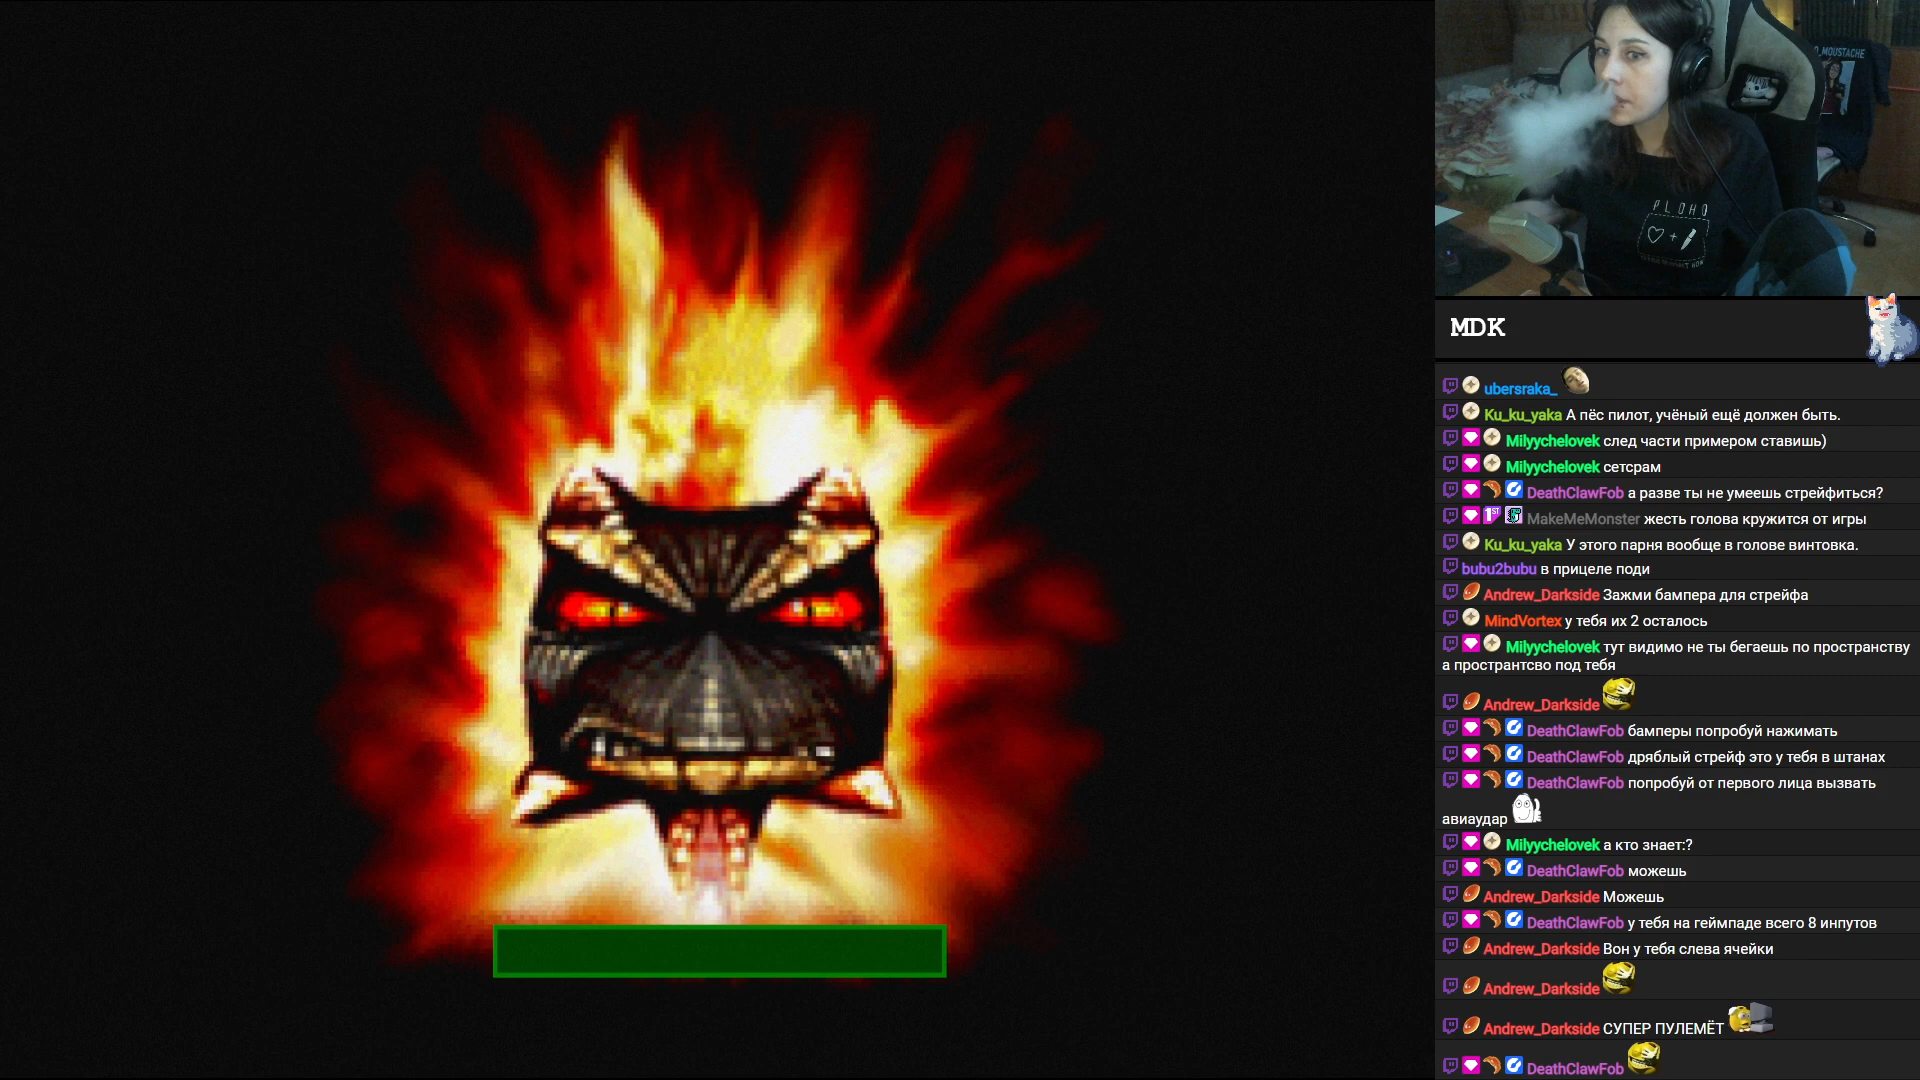 _MOUSTACHE
PLOHO
MDK
ubersraka_
Ku_ku_yaka А пёс пилот, учёный ещё должен быть.
Milyychelovek след части примером ставишь)
Milyychelovek сетсрам
DeathClawFob а разве ты не умеешь стрейфиться?
1ST MakeMeMonster жесть голова кружится от игры
Ku_ku_yaka У этого парня вообще в голове винтовка.
bubu2bubu в прицеле поди
Andrew_Darkside Зажми бампера для стрейфа
MindVortex у тебя их 2 осталось
Milyychelovek тут видимо не ты бегаешь по пространству
а пространтсво под тебя
Andrew_Darkside
DeathClawFob бамперы попробуй нажимать
DeathClawFob дряблый стрейф это у тебя в штанах
DeathClawFob попробуй от первого лица вызвать
авиаудар
Milyychelovek а кто знает:?
DeathClawFob можешь
Andrew_Darkside Можешь
DeathClawFob у тебя на геймпаде всего 8 инпутов
Andrew_Darkside Вон у тебя слева ячейки
Andrew_Darkside
Andrew_Darkside СУПЕР ПУЛЕМЁТ
DeathClawFob